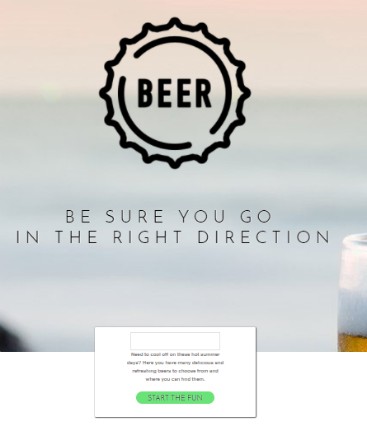 BEER
BE SURE YOU GO
IN THE RIGHT DIRECTION
Need to cool off on these hot summer
days? Here you have many delicious and
refreshing beers to choose from and
where you can find them.
START THE FUN